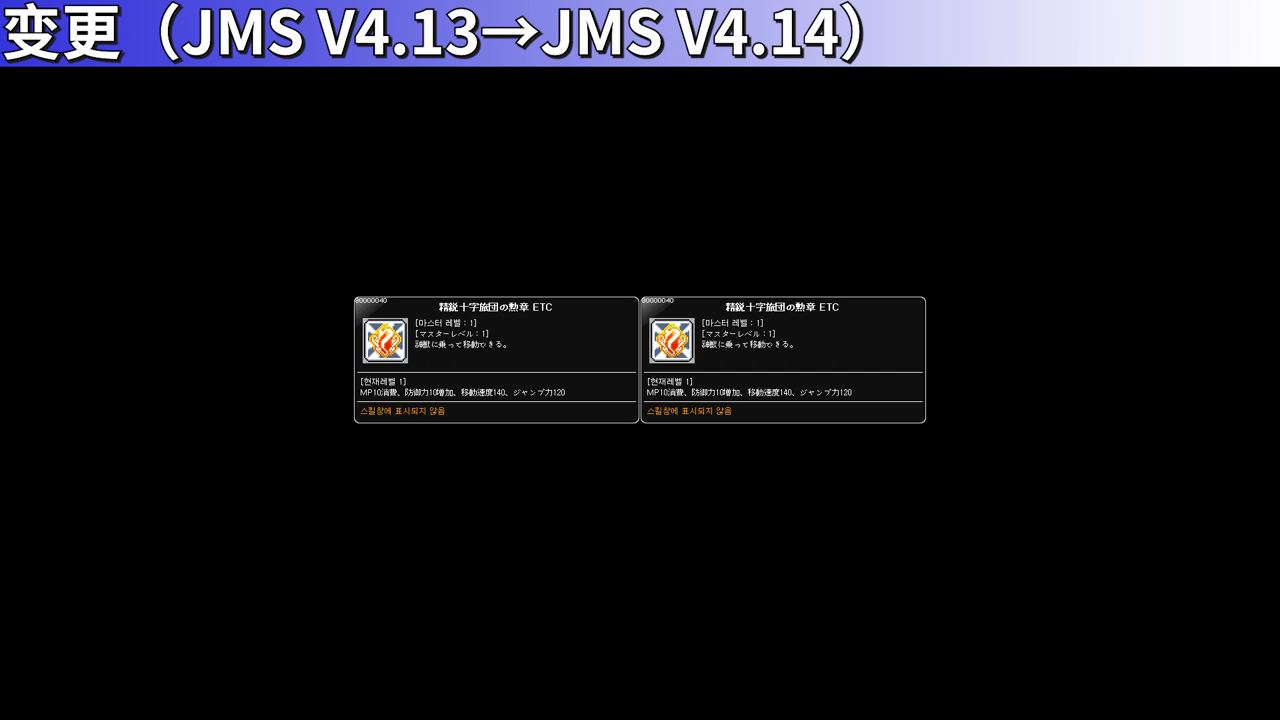 变更（JMS V4.13→JMS V4.14）
80000040
精鋭十字旅団の勲章 ETC
[마스터 레벨 : 1]
[マスターレベル : 1]
神獣に乗って移動できる。
[현재레벨 1]
MP10消費、防御力10増加、移動速度140、ジャンプ力120
스킬창에 표시되지 않음
80000040
精鋭十字旅団の勲章 ETC
[마스터 레벨 : 1]
[マスターレベル : 1]
神獣に乗って移動できる。
[현재레벨 1]
MP10消費、防御力10増加、移動速度140、ジャンプ力120
스킬창에 표시되지 않음